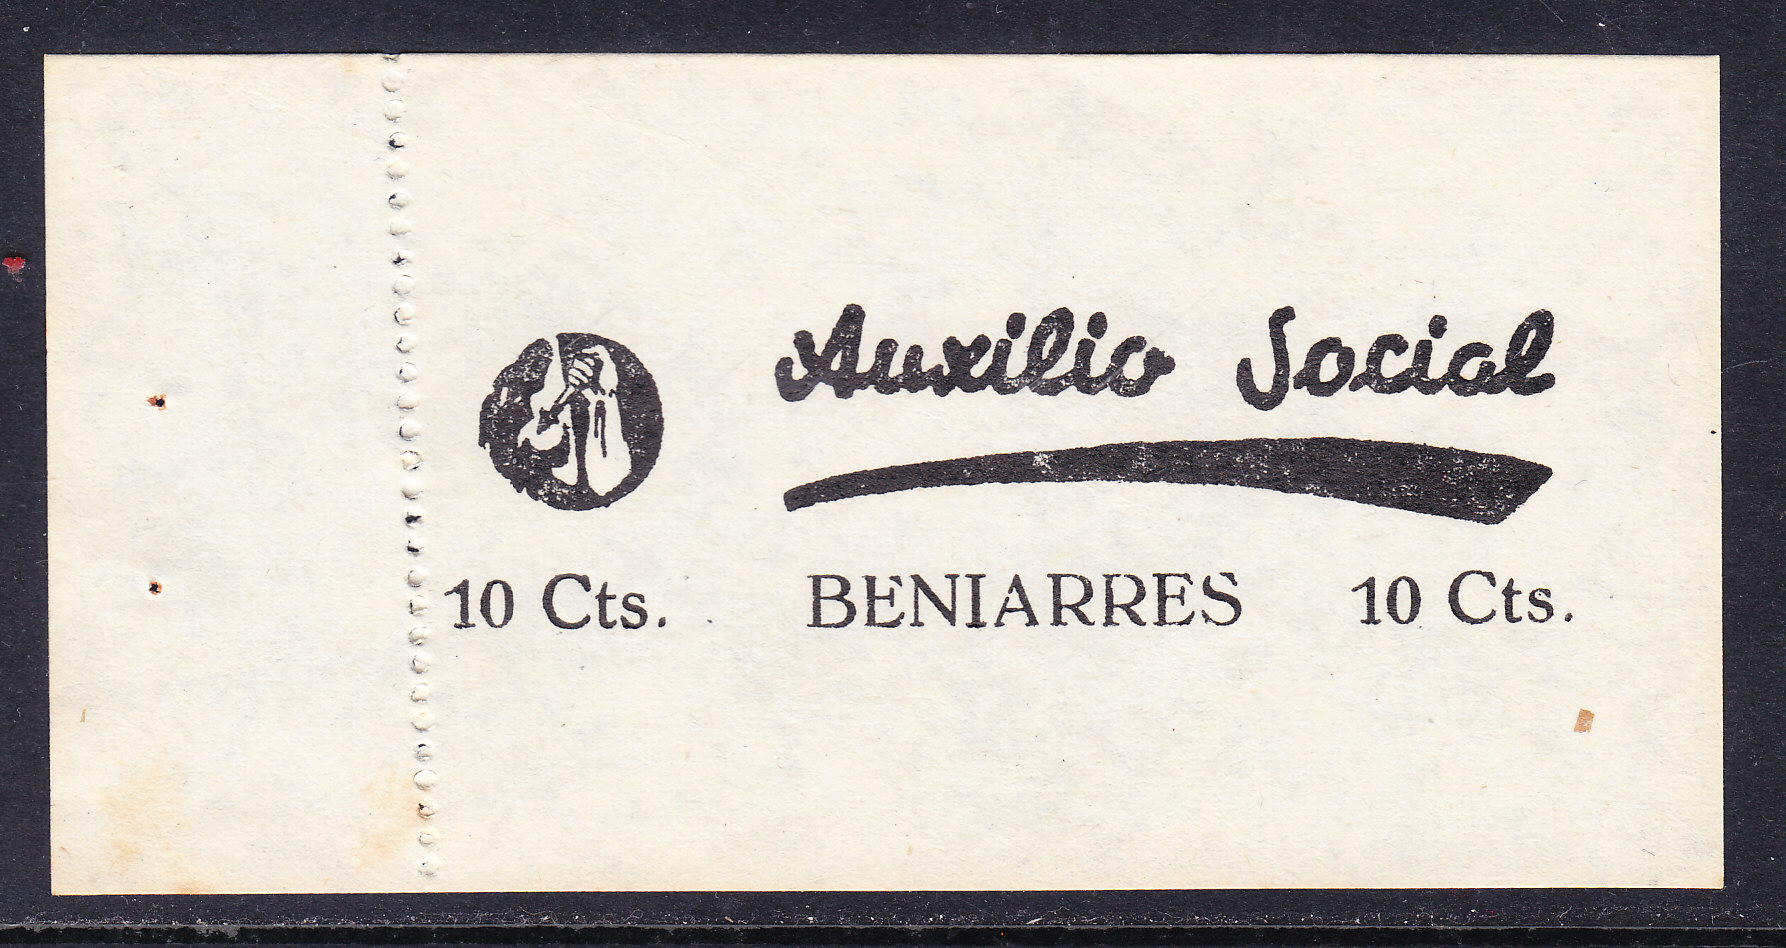 Auxilio Social
10 Cts. BENIARRES 10 Cts.